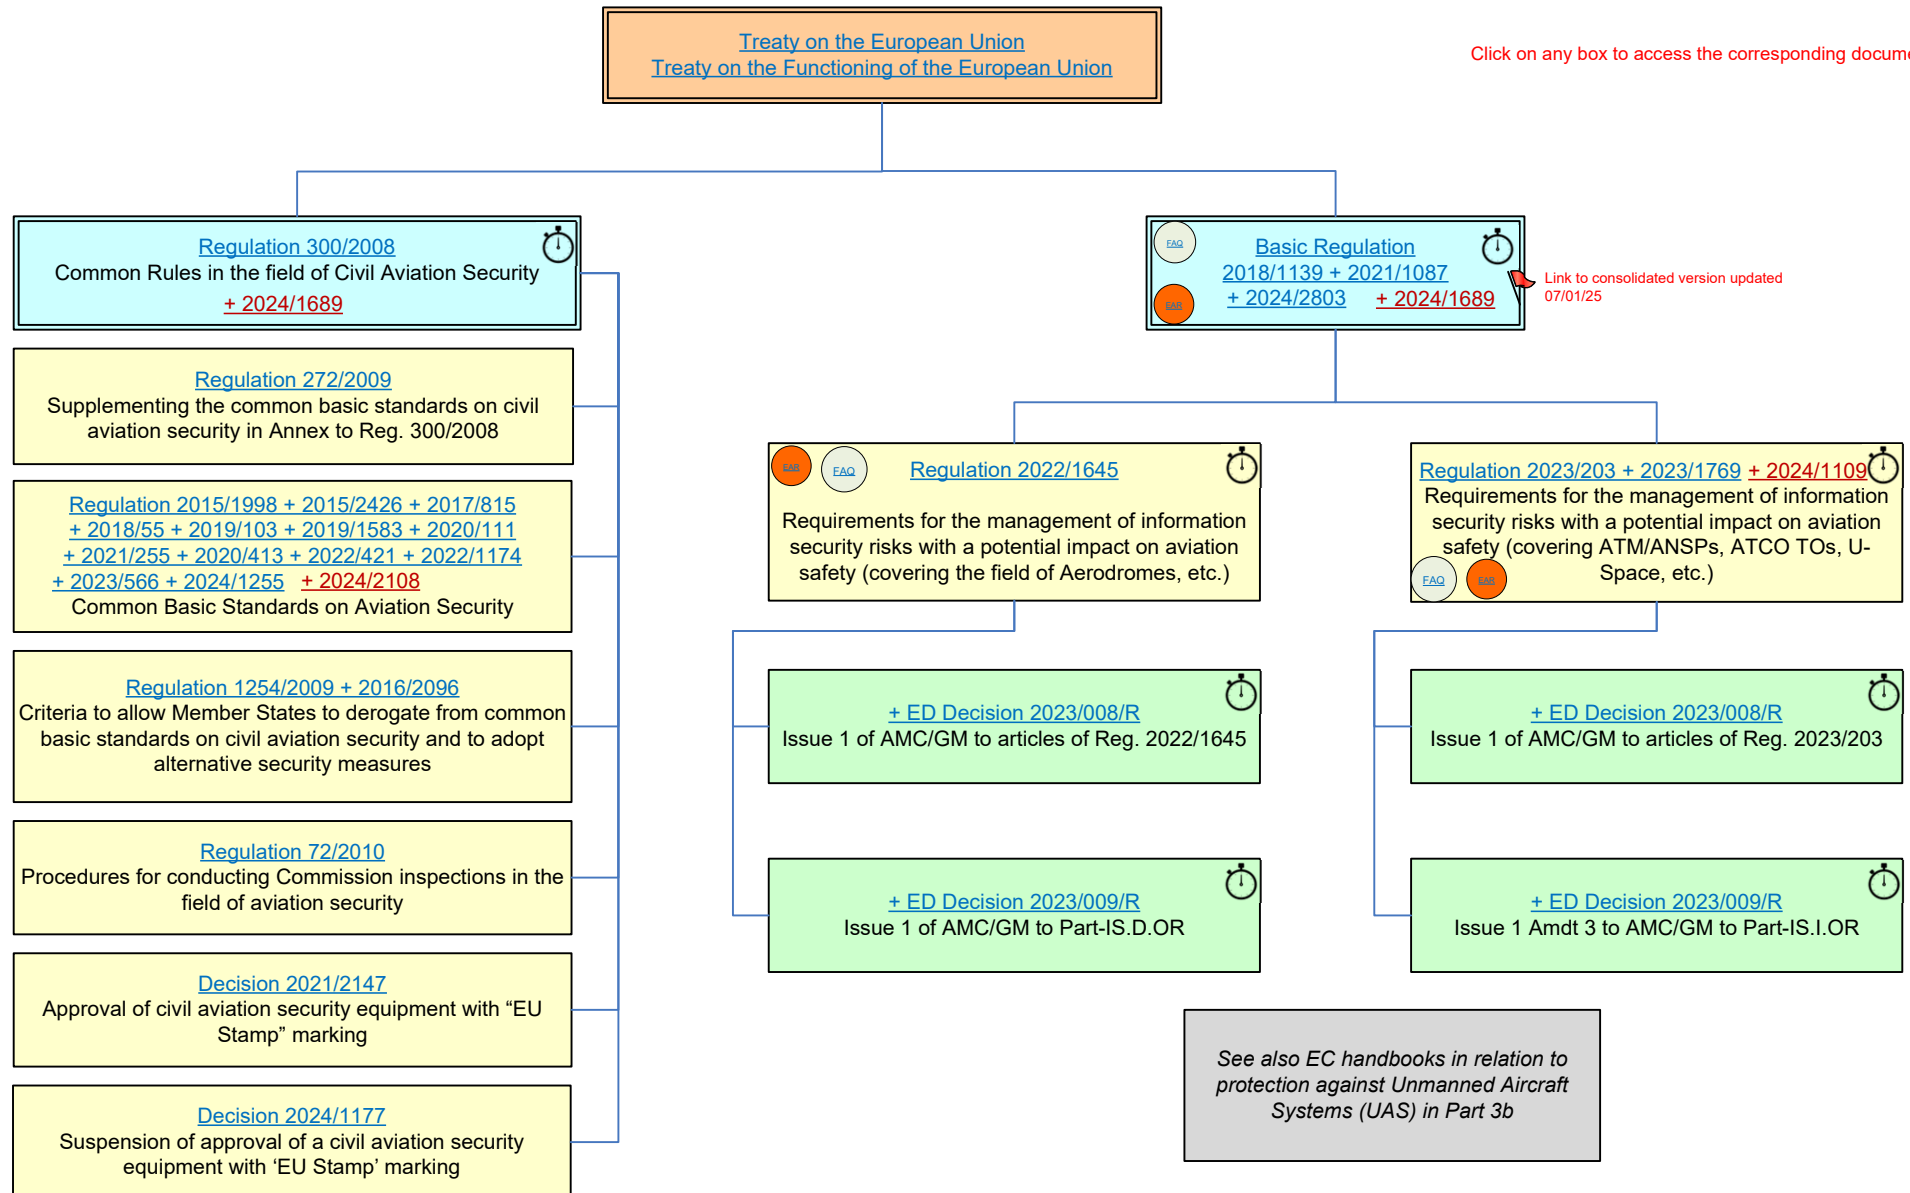 Treaty on the European Union
Treaty on the Functioning of the European Union
Click on any box to access the corresponding docume
Regulation 300/2008
Common Rules in the field of Civil Aviation Security
+ 2024/1689
FAQ
EAR
Basic Regulation
2018/1139 + 2021/1087
+ 2024/2803 + 2024/1689
Link to consolidated version updated
07/01/25
Regulation 272/2009
Supplementing the common basic standards on civil
aviation security in Annex to Reg. 300/2008
Regulation 2015/1998 + 2015/2426 + 2017/815
+ 2018/55 + 2019/103 + 2019/1583 + 2020/111
+ 2021/255 + 2020/413 + 2022/421 + 2022/1174
+ 2023/566 + 2024/1255 + 2024/2108
Common Basic Standards on Aviation Security
Regulation 1254/2009 + 2016/2096
Criteria to allow Member States to derogate from common
basic standards on civil aviation security and to adopt
alternative security measures
Regulation 72/2010
Procedures for conducting Commission inspections in the
field of aviation security
Decision 2021/2147
Approval of civil aviation security equipment with “EU
Stamp” marking
Decision 2024/1177
Suspension of approval of a civil aviation security
equipment with ‘EU Stamp’ marking
EAR
FAQ
Regulation 2022/1645
Requirements for the management of information
security risks with a potential impact on aviation
safety (covering the field of Aerodromes, etc.)
+ ED Decision 2023/008/R
Issue 1 of AMC/GM to articles of Reg. 2022/1645
+ ED Decision 2023/009/R
Issue 1 of AMC/GM to Part-IS.D.OR
Regulation 2023/203 + 2023/1769 + 2024/1109
Requirements for the management of information
security risks with a potential impact on aviation
safety (covering ATM/ANSPs, ATCO TOs, U-
Space, etc.)
FAQ
EAR
+ ED Decision 2023/008/R
Issue 1 of AMC/GM to articles of Reg. 2023/203
+ ED Decision 2023/009/R
Issue 1 Amdt 3 to AMC/GM to Part-IS.I.OR
See also EC handbooks in relation to
protection against Unmanned Aircraft
Systems (UAS) in Part 3b